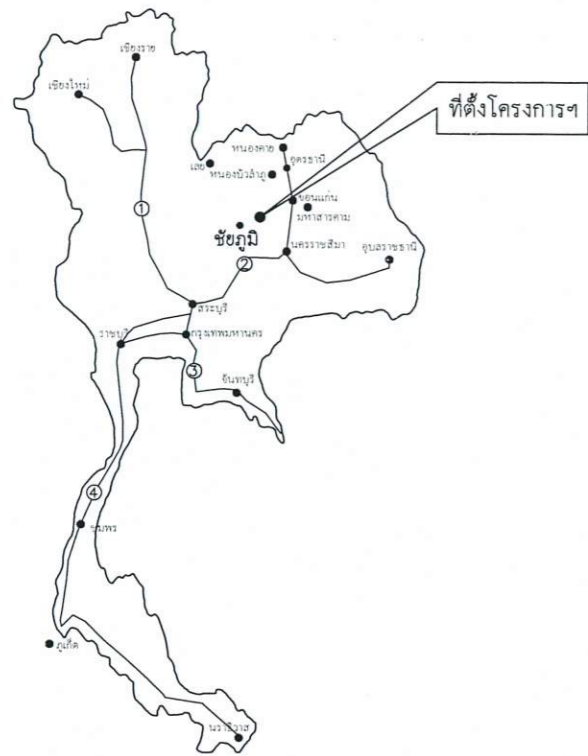 เชียงราย
เชียงใหม่
ที่ตั้งโครงการฯ
หนองคาย
อุดรธานี
เลย
หนองบัวลำภู
ขอนแก่น
มหาสารคาม
①
ชัยภูมิ
นครราชสีมา
อุบลราชธานี
②
สระบุรี
กรุงเทพมหานคร
ราชบุรี
③
จันทบุรี
④
ชุมพร
ภูเก็ต
นราธิวาส